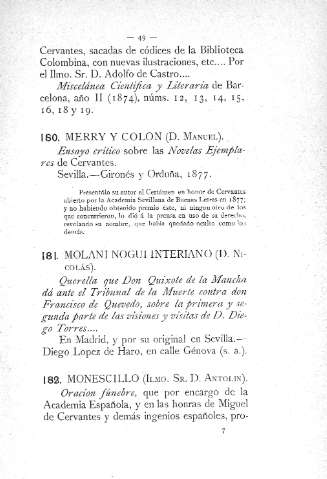 — 49 —
Cervantes, sacadas de códices de la Biblioteca
Colombina, con nuevas ilustraciones, etc.... Por
el Ilmo. Sr. D. Adolfo de Castro....
Miscelánea Científica y Literaria de Bar-
celona, año II (1874), núms. 12, 13, 14, 15,
16, 18 y 19.
180. MERRY Y COLON (D. MANUEL).
Ensayo crítico sobre las Novelas Ejempla-
res de Cervantes.
Sevilla.—Gironés y Orduña, 1877.
Presentólo su autor al Certámen en honor de CERVANTES
abierto por la Academia Sevillana de Buenas Letras en 1877;
y no habiendo obtenido premio éste, ni ninguno otro de los
que concurrieron, lo dió á la prensa en uso de su derecho,
revelando su nombre, que habia quedado oculto como los
demás.
181. MOLANI NOGUI INTERIANO (D. NI-
COLÁS).
Querella que Don Quixote de la Mancha
dá ante el Tribunal de la Muerte contra don
Francisco de Quevedo, sobre la primera y se-
gunda parte de las visiones y visitas de D. Die-
go Torres....
En Madrid, y por su original en Sevilla.—
Diego Lopez de Haro, en calle Génova (s. a.).
182. MONESCILLO (ILMO. SR. D. ANTOLIN).
Oracion fúnebre, que por encargo de la
Academia Española, y en las honras de Miguel
de Cervantes y demás ingenios españoles, pro-
7